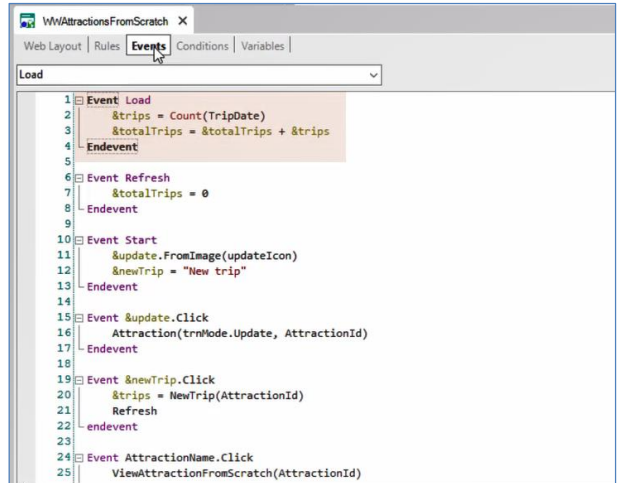 WWAttractionsFromScratch X
Web Layout | Rules | Events | Conditions | Variables |
Load
1 Event Load
2 &trips = Count(TripDate)
3 &totalTrips = &totalTrips + &trips
4 Endevent
5
6 Event Refresh
7 &totalTrips = 0
8 Endevent
9
10 Event Start
11 &update.FromImage(updateIcon)
12 &newTrip = "New trip"
13 Endevent
14
15 Event &update.Click
16 Attraction(trnMode.Update, AttractionId)
17 Endevent
18
19 Event &newTrip.Click
20 &trips = NewTrip(AttractionId)
21 Refresh
22 endevent
23
24 Event AttractionName.Click
25 ViewAttractionFromScratch(AttractionId)